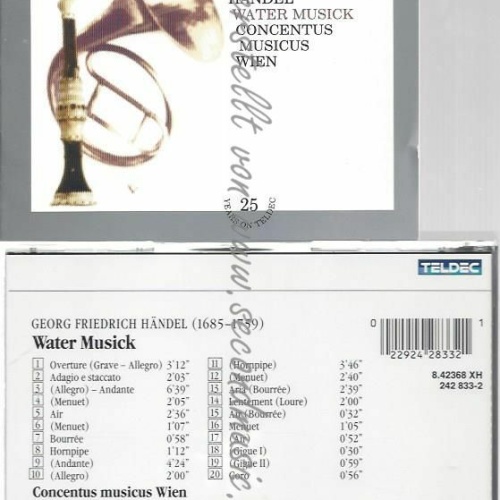 HÄNDEL
WATER MUSICK
CONCENTUS
MUSICUS
WIEN
25
YEARS ON TELDEC
TELDEC
GEORG FRIEDRICH HÄNDEL (1685–1759)
Water Musick
0 22924 28332 1
8.42368 XH
242 833-2
1 Overture (Grave – Allegro) 3'12"
2 Adagio e staccato 2'03"
3 (Allegro) – Andante 6'39"
4 (Menuet) 2'05"
5 Air 2'36"
6 (Menuet) 1'07"
7 Bourrée 0'58"
8 Hornpipe 1'12"
9 (Andante) 4'24"
10 (Allegro) 2'00"
11 (Hornpipe) 3'46"
12 (Menuet) 2'40"
13 Aria (Bourrée) 2'39"
14 Lentement (Loure) 2'00"
15 Air (Bourrée) 0'32"
16 Menuet 1'05"
17 (Air) 0'52"
18 (Gigue I) 0'30"
19 (Gigue II) 0'59"
20 Coro 0'56"
Concentus musicus Wien